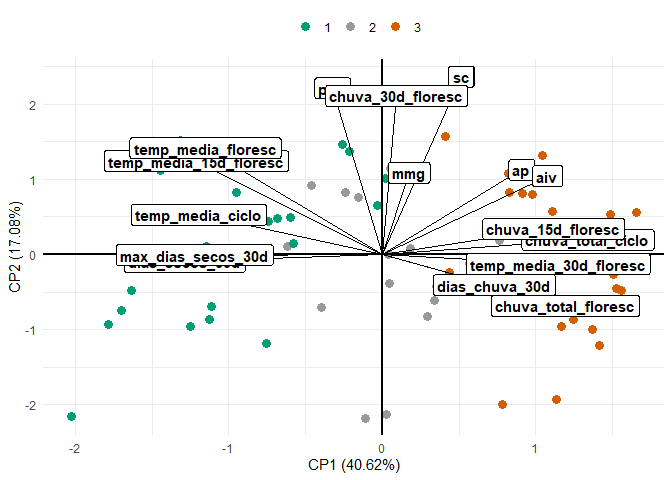 1 2 3
sc
chuva_30d_floresc
temp_media_floresc
temp_media_15d_floresc
mmg
ap
aiv
temp_media_ciclo
chuva_15d_floresc
chuva_total_ciclo
max_dias_secos_30d
temp_media_30d_floresc
dias_chuva_30d
chuva_total_floresc
2
1
0
-1
-2
CP2 (17.08%)
-2 -1 0 1
CP1 (40.62%)